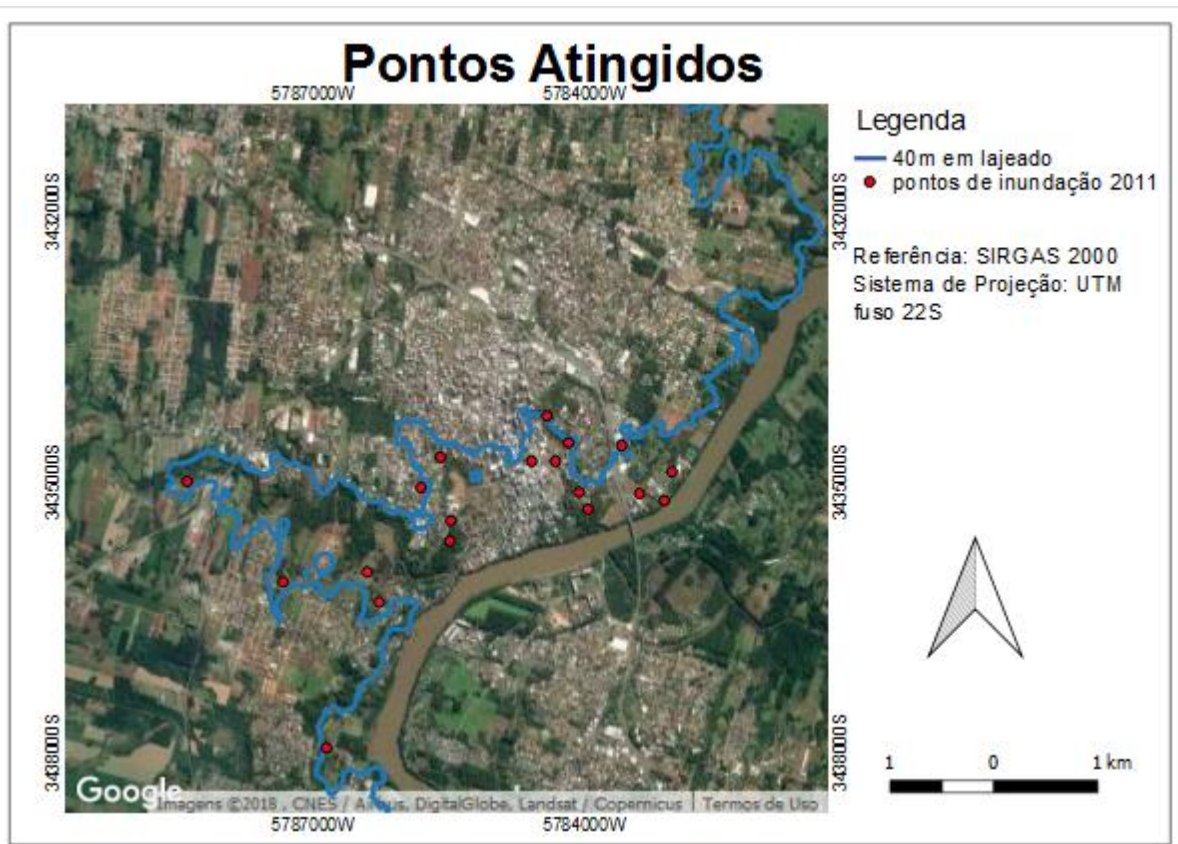 Pontos Atingidos
5787000W
5784000W
3432000S
3432000S
3435000S
3435000S
3438000S
3438000S
Legenda
40m em lajeado
pontos de inundação 2011
Referência: SIRGAS 2000
Sistema de Projeção: UTM
fuso 22S
1 0 1 km
Google
Imagens ©2018 , CNES / Airbus, DigitalGlobe, Landsat / Copernicus Termos de Uso
5787000W
5784000W